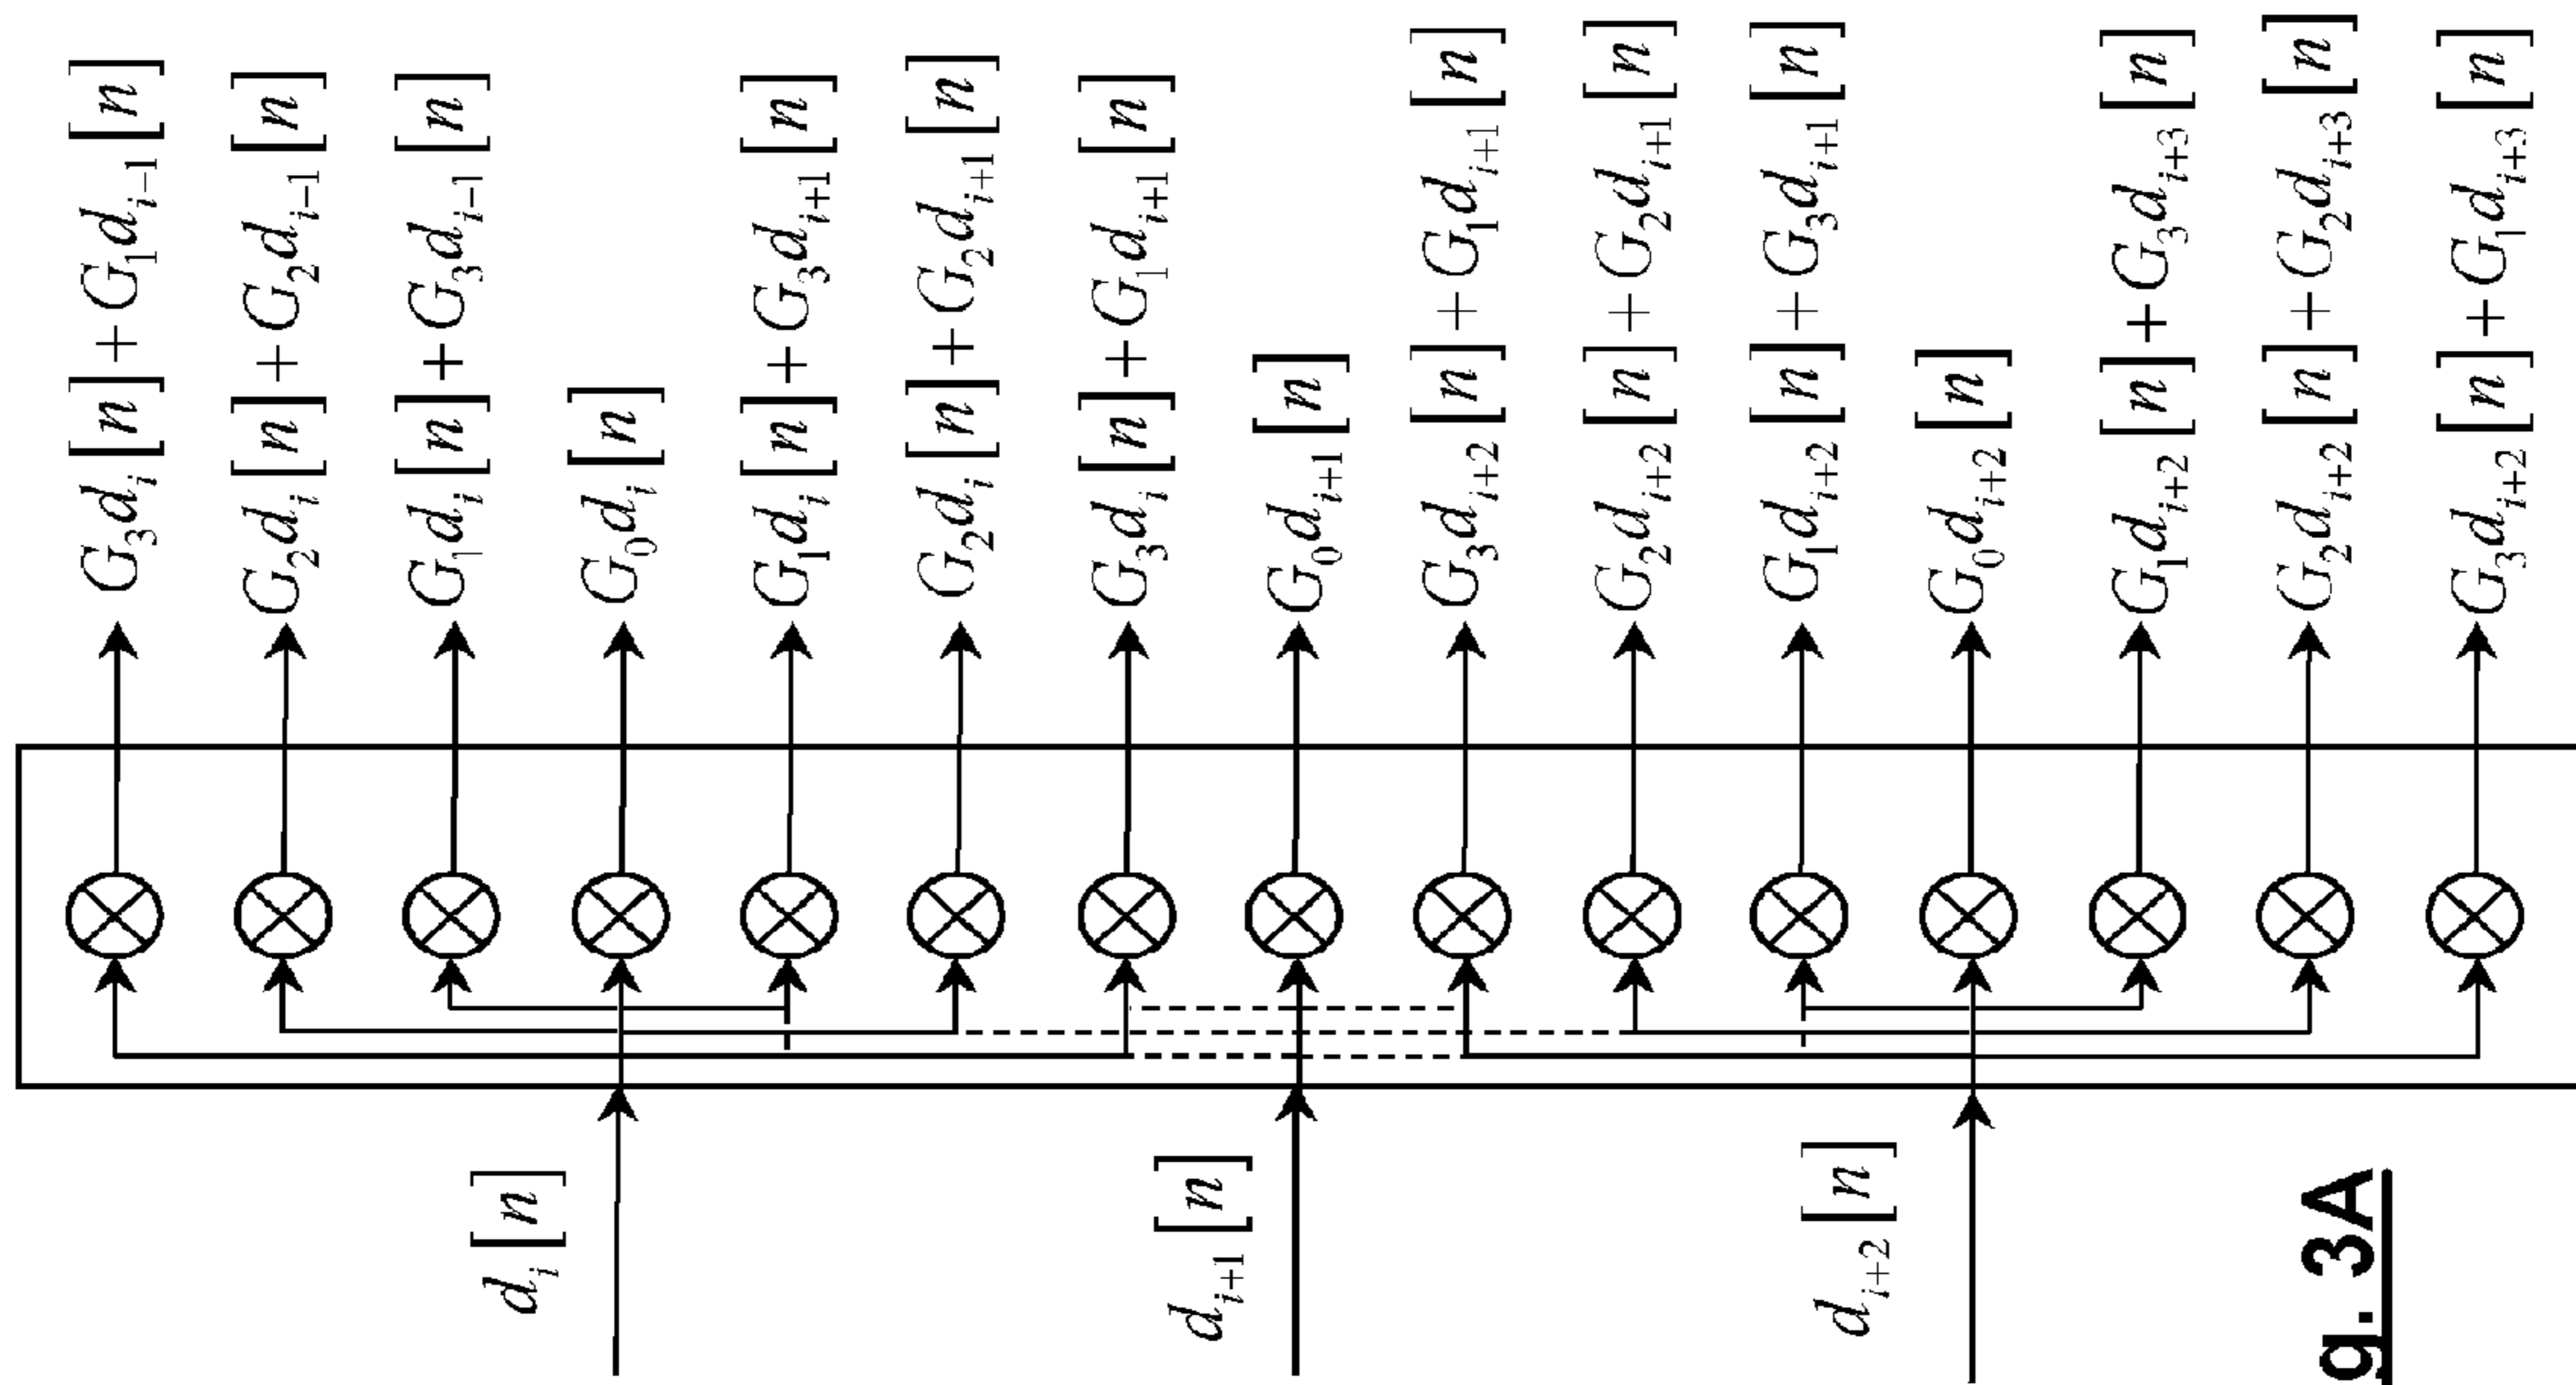 G₃dᵢ[n]+G₁dᵢ₋₁[n]
G₂dᵢ[n]+G₂dᵢ₋₁[n]
G₁dᵢ[n]+G₃dᵢ₋₁[n]
G₀dᵢ[n]
G₁dᵢ[n]+G₃dᵢ₊₁[n]
G₂dᵢ[n]+G₂dᵢ₊₁[n]
G₃dᵢ[n]+G₁dᵢ₊₁[n]
G₀dᵢ₊₁[n]
G₃dᵢ₊₂[n]+G₁dᵢ₊₁[n]
G₂dᵢ₊₂[n]+G₂dᵢ₊₁[n]
G₁dᵢ₊₂[n]+G₃dᵢ₊₁[n]
G₀dᵢ₊₂[n]
G₁dᵢ₊₂[n]+G₃dᵢ₊₃[n]
G₂dᵢ₊₂[n]+G₂dᵢ₊₃[n]
G₃dᵢ₊₂[n]+G₁dᵢ₊₃[n]
dᵢ[n]
dᵢ₊₁[n]
dᵢ₊₂[n]
g. 3A